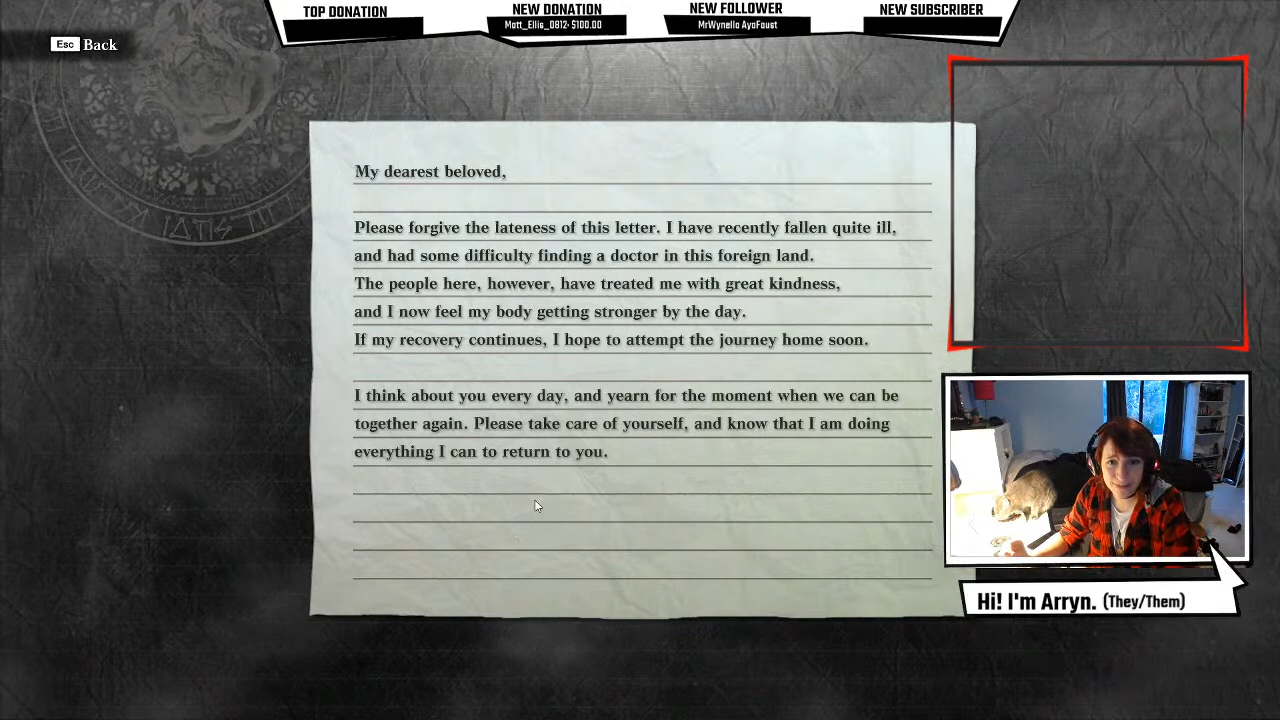 TOP DONATION
NEW DONATION
Matt_Ellis_0812: $100.00
NEW FOLLOWER
MrWynello AyoFaust
NEW SUBSCRIBER
Esc Back
My dearest beloved,
Please forgive the lateness of this letter. I have recently fallen quite ill,
and had some difficulty finding a doctor in this foreign land.
The people here, however, have treated me with great kindness,
and I now feel my body getting stronger by the day.
If my recovery continues, I hope to attempt the journey home soon.
I think about you every day, and yearn for the moment when we can be
together again. Please take care of yourself, and know that I am doing
everything I can to return to you.
Hi! I'm Arryn. (They/Them)